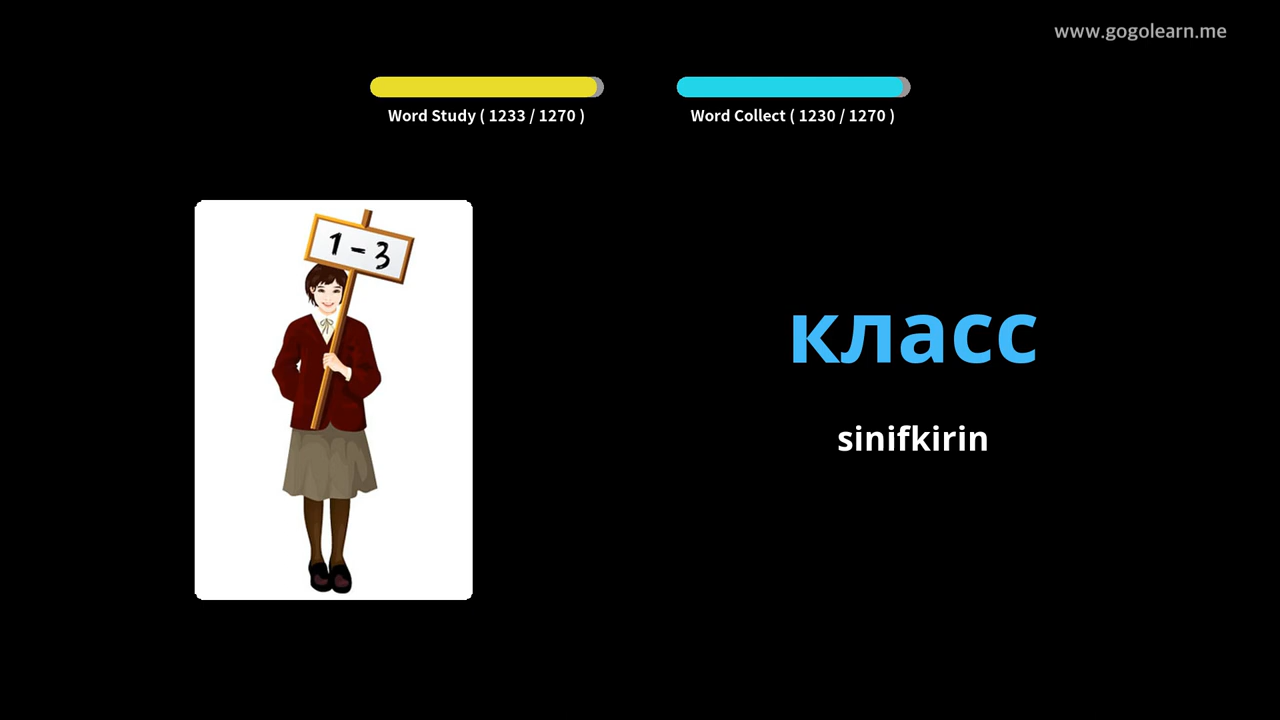 www.gogolearn.me
Word Study ( 1233 / 1270 )
Word Collect ( 1230 / 1270 )
1 - 3
класс
sinifkirin